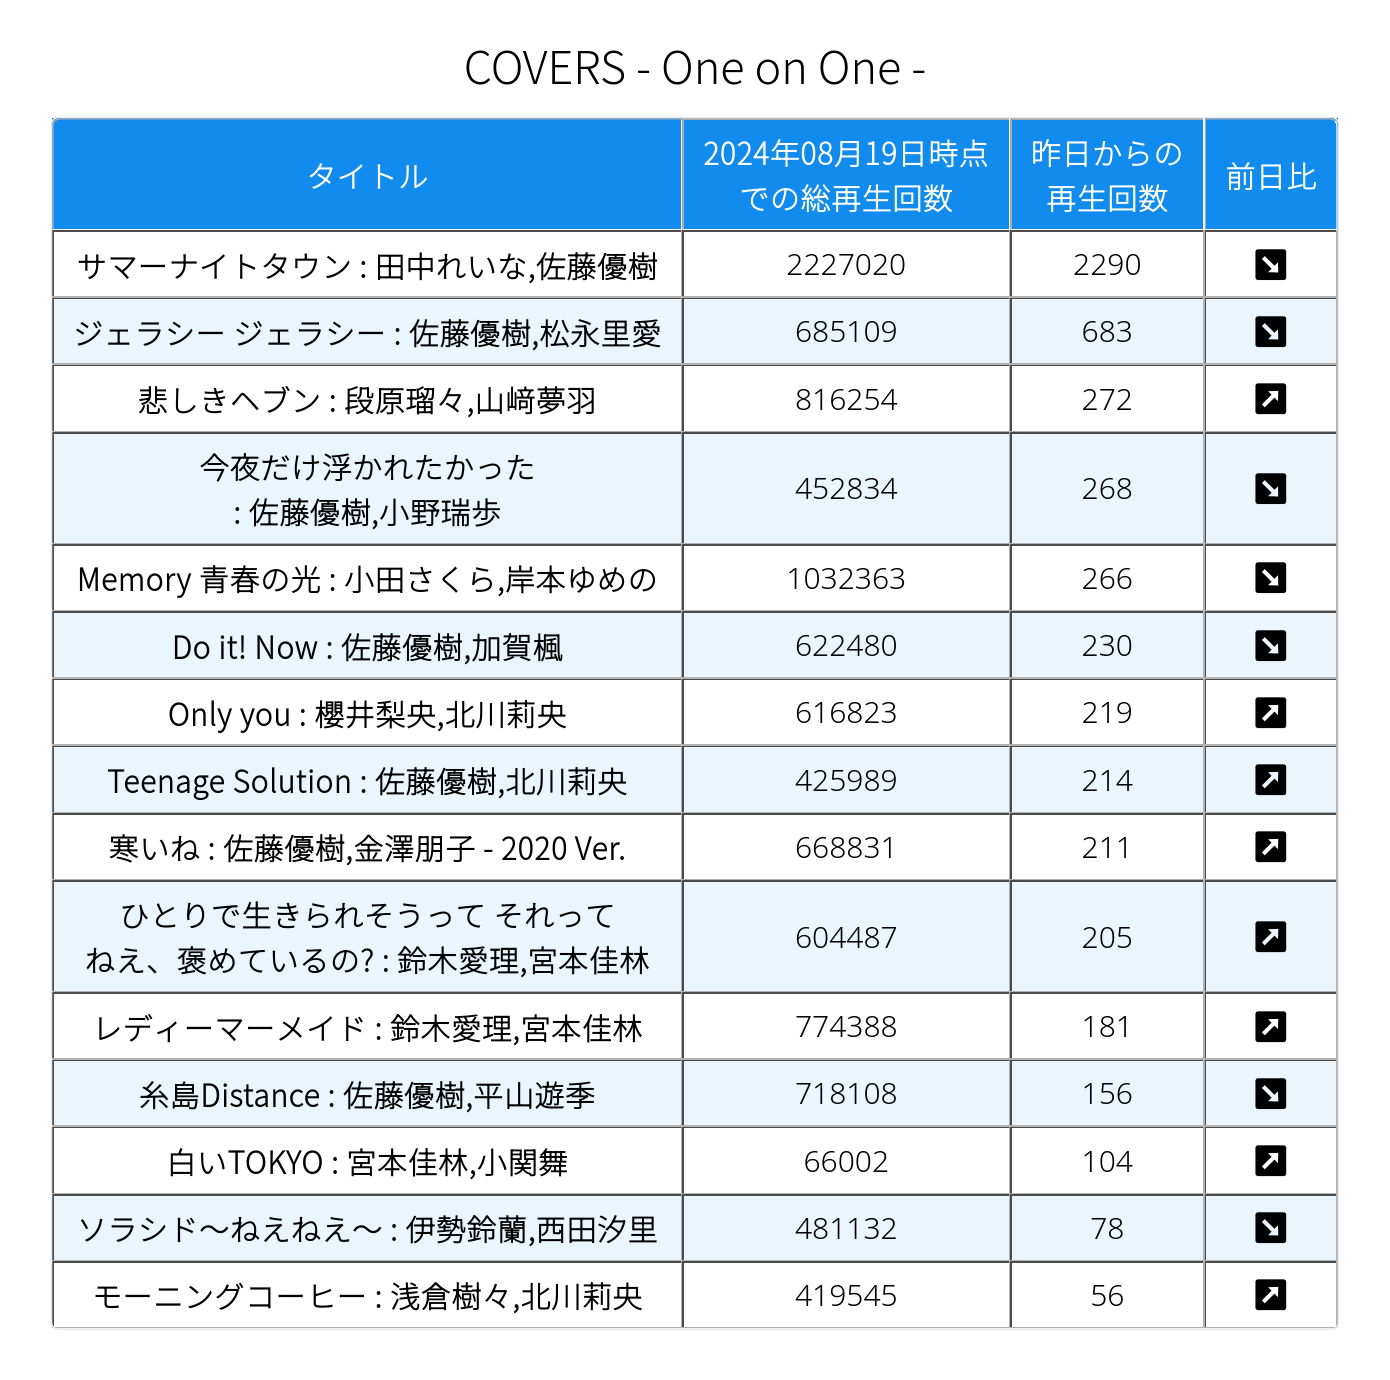 COVERS - One on One -
タイトル 2024年08月19日時点 昨日からの 前日比
での総再生回数 再生回数
サマーナイトタウン : 田中れいな,佐藤優樹 2227020 2290
ジェラシー ジェラシー : 佐藤優樹,松永里愛 685109 683
悲しきヘブン : 段原瑠々,山﨑夢羽 816254 272
今夜だけ浮かれたかった
: 佐藤優樹,小野瑞歩 452834 268
Memory 青春の光 : 小田さくら,岸本ゆめの 1032363 266
Do it! Now : 佐藤優樹,加賀楓 622480 230
Only you : 櫻井梨央,北川莉央 616823 219
Teenage Solution : 佐藤優樹,北川莉央 425989 214
寒いね : 佐藤優樹,金澤朋子 - 2020 Ver. 668831 211
ひとりで生きられそうって それって
ねえ、褒めているの? : 鈴木愛理,宮本佳林 604487 205
レディーマーメイド : 鈴木愛理,宮本佳林 774388 181
糸島Distance : 佐藤優樹,平山遊季 718108 156
白いTOKYO : 宮本佳林,小関舞 66002 104
ソラシド～ねえねえ～ : 伊勢鈴蘭,西田汐里 481132 78
モーニングコーヒー : 浅倉樹々,北川莉央 419545 56